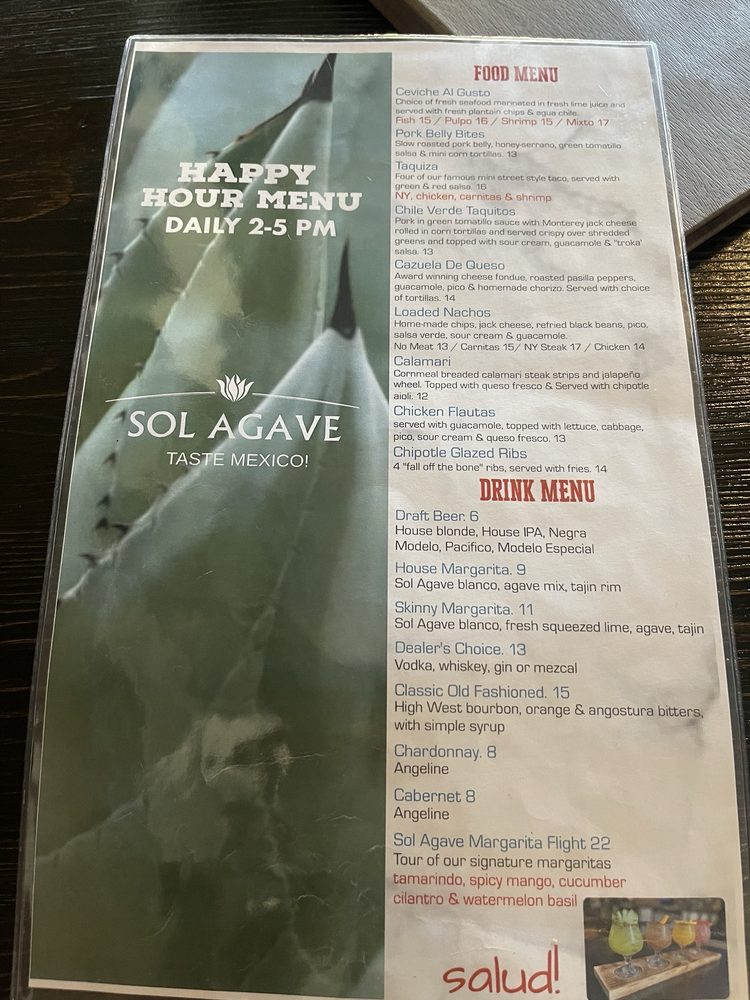 HAPPY
HOUR MENU
DAILY 2-5 PM
SOL AGAVE
TASTE MEXICO!
FOOD MENU
Ceviche Al Gusto
Choice of fresh seafood marinated in fresh lime juice and
served with fresh plantain chips & agua chile.
Fish 15 / Pulpo 16 / Shrimp 15 / Mixto 17
Pork Belly Bites
Slow roasted pork belly, honey-serrano, green tomatillo
salsa & mini corn tortillas. 13
Taquiza
Four of our famous mini street style taco, served with
green & red salsa. 16
NY, chicken, carnitas & shrimp
Chile Verde Taquitos
Pork in green tomatillo sauce with Monterey jack cheese
rolled in corn tortillas and served crispy over shredded
greens and topped with sour cream, guacamole & "troka'
salsa. 13
Cazuela De Queso
Award winning cheese fondue, roasted pasilla peppers,
guacamole, pico & homemade chorizo. Served with choice
of tortillas. 14
Loaded Nachos
Home-made chips, jack cheese, refried black beans, pico,
salsa verde, sour cream & guacamole.
No Meat 13 / Carnitas 15/ NY Steak 17 / Chicken 14
Calamari
Cornmeal breaded calamari steak strips and jalapeño
wheel. Topped with queso fresco & Served with chipotle
aioli. 12
Chicken Flautas
served with guacamole, topped with lettuce, cabbage,
pico, sour cream & queso fresco. 13
Chipotle Glazed Ribs
4 "fall off the bone" ribs, served with fries. 14
DRINK MENU
Draft Beer. 6
House blonde, House IPA, Negra
Modelo, Pacifico, Modelo Especial
House Margarita. 9
Sol Agave blanco, agave mix, tajin rim
Skinny Margarita. 11
Sol Agave blanco, fresh squeezed lime, agave, tajin
Dealer's Choice. 13
Vodka, whiskey, gin or mezcal
Classic Old Fashioned. 15
High West bourbon, orange & angostura bitters,
with simple syrup
Chardonnay. 8
Angeline
Cabernet 8
Angeline
Sol Agave Margarita Flight 22
Tour of our signature margaritas
tamarindo, spicy mango, cucumber
cilantro & watermelon basil
salud!